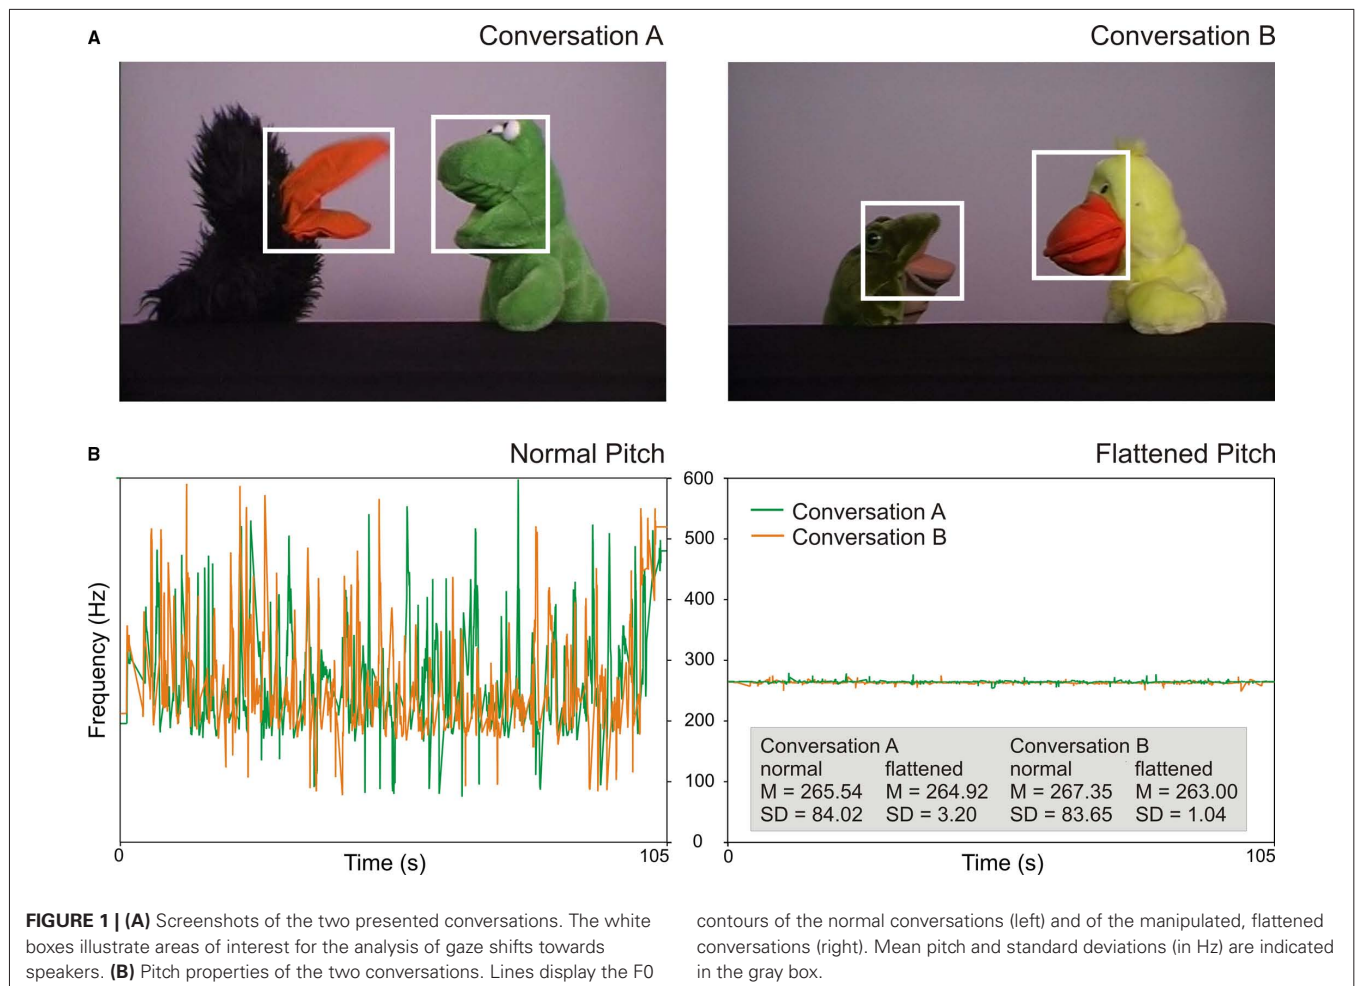 A
Conversation A
Conversation B
B
Normal Pitch
Flattened Pitch
Frequency (Hz)
600
500
400
300
200
100
0
Conversation A
Conversation B
Conversation A
Conversation B
normal
flattened
normal
flattened
M = 265.54
M = 264.92
M = 267.35
M = 263.00
SD = 84.02
SD = 3.20
SD = 83.65
SD = 1.04
0
Time (s)
105
0
Time (s)
105
FIGURE 1 | (A) Screenshots of the two presented conversations. The white
boxes illustrate areas of interest for the analysis of gaze shifts towards
speakers. (B) Pitch properties of the two conversations. Lines display the F0
contours of the normal conversations (left) and of the manipulated, flattened
conversations (right). Mean pitch and standard deviations (in Hz) are indicated
in the gray box.